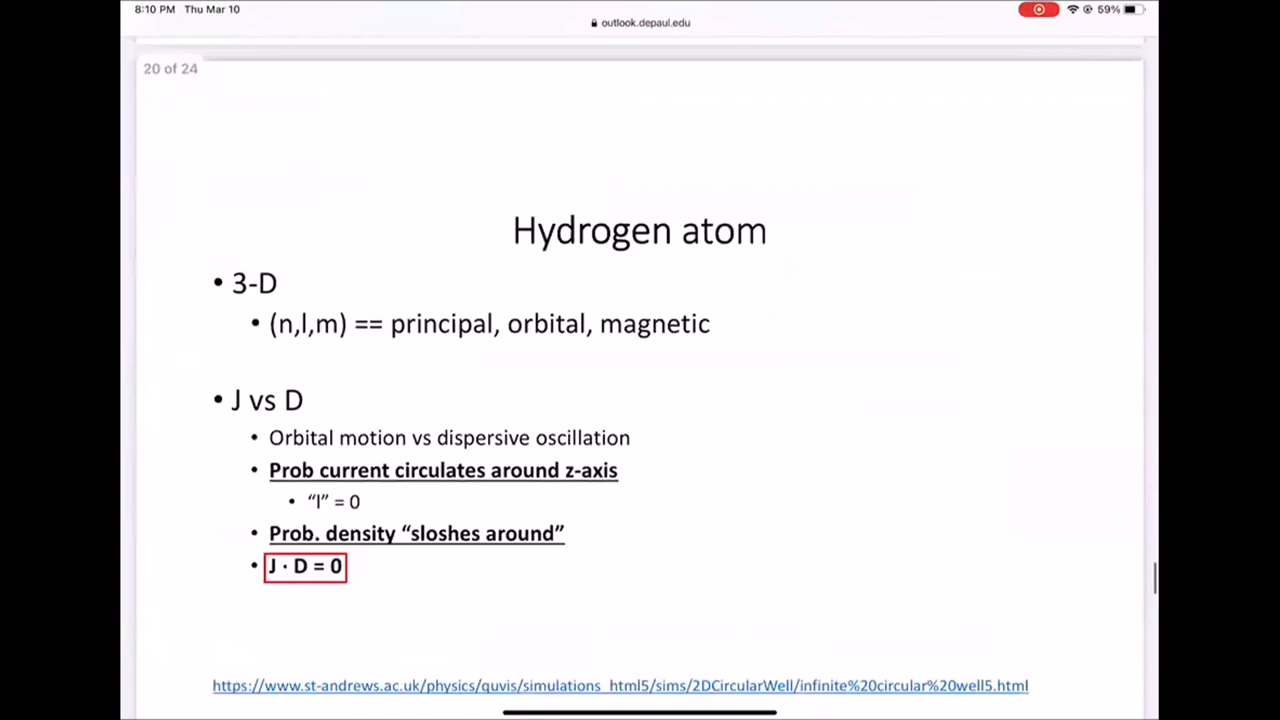 8:10 PM Thu Mar 10
outlook.depaul.edu
59%
20 of 24
Hydrogen atom
• 3-D
• (n,l,m) == principal, orbital, magnetic
• J vs D
• Orbital motion vs dispersive oscillation
• Prob current circulates around z-axis
• “l” = 0
• Prob. density “sloshes around”
• J · D = 0
https://www.st-andrews.ac.uk/physics/quvis/simulations_html5/sims/2DCircularWell/infinite%20circular%20well5.html